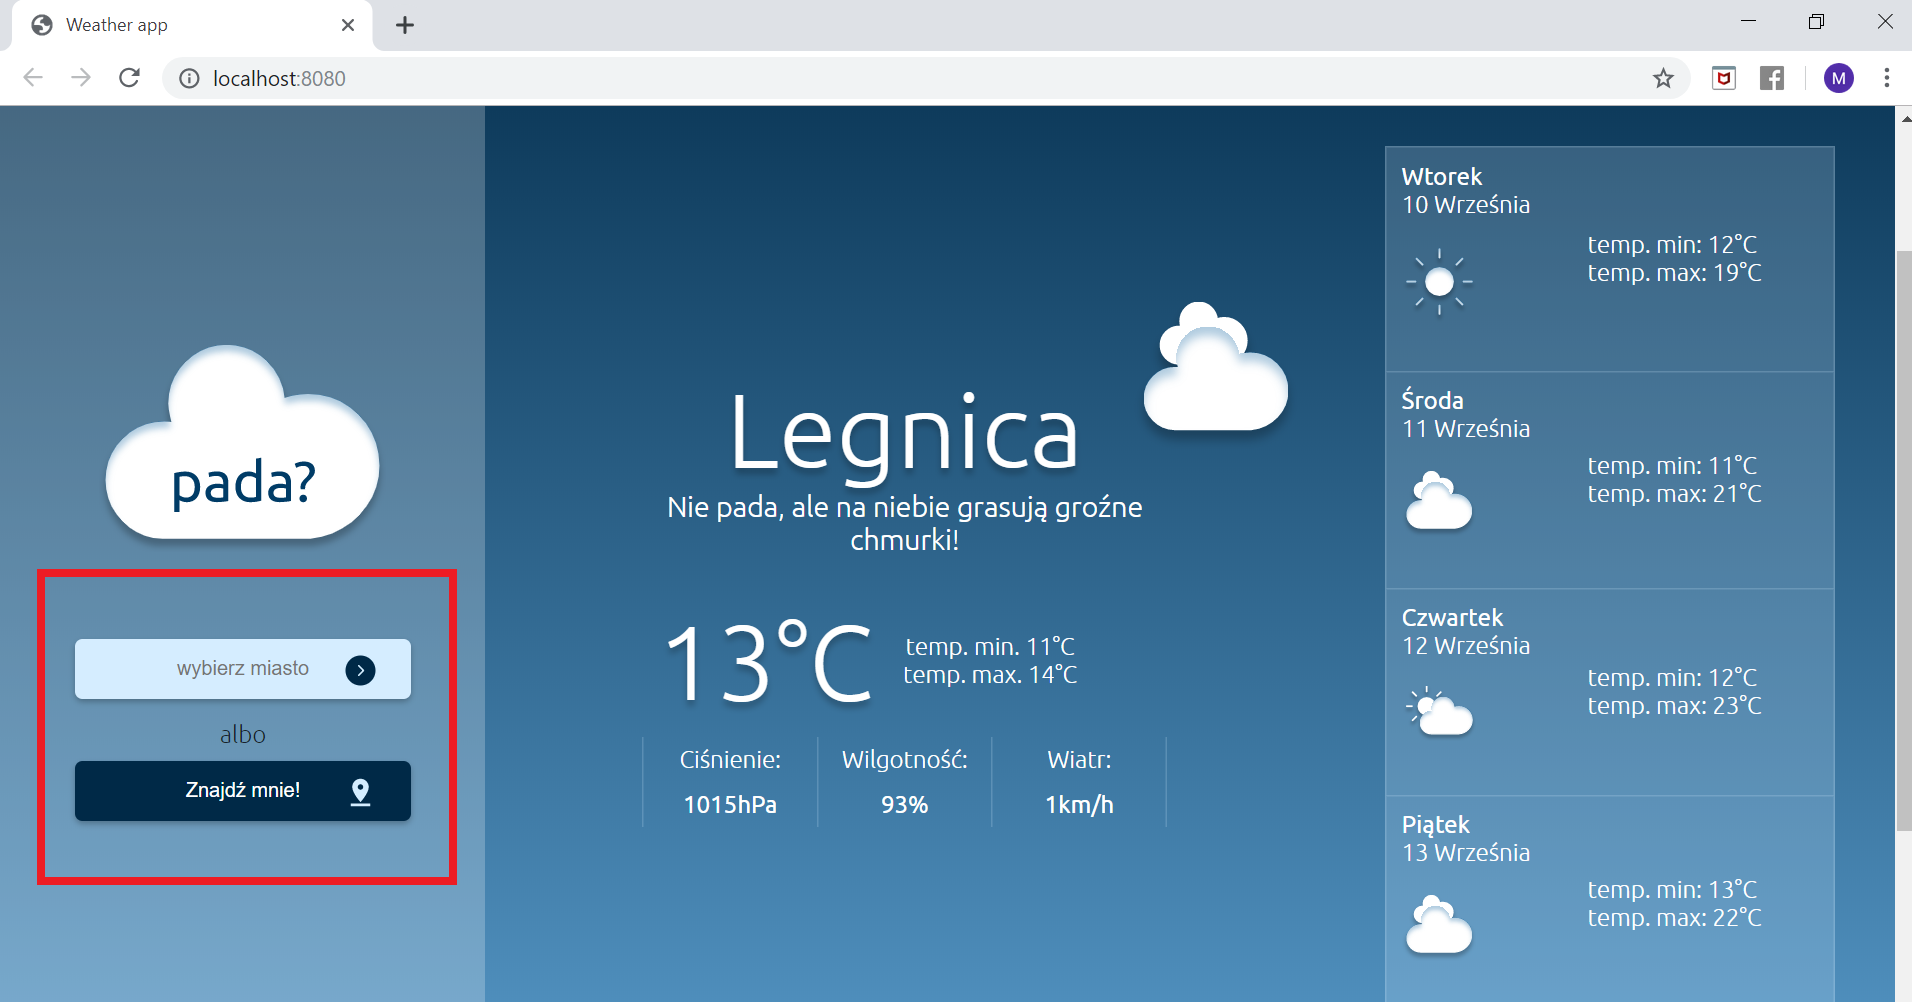 Weather app
localhost:8080
M
pada?
wybierz miasto
albo
Znajdź mnie!
Legnica
Nie pada, ale na niebie grasują groźne
chmurki!
13°C
temp. min. 11°C
temp. max. 14°C
Ciśnienie:
1015hPa
Wilgotność:
93%
Wiatr:
1km/h
Wtorek
10 Września
temp. min: 12°C
temp. max: 19°C
Środa
11 Września
temp. min: 11°C
temp. max: 21°C
Czwartek
12 Września
temp. min: 12°C
temp. max: 23°C
Piątek
13 Września
temp. min: 13°C
temp. max: 22°C